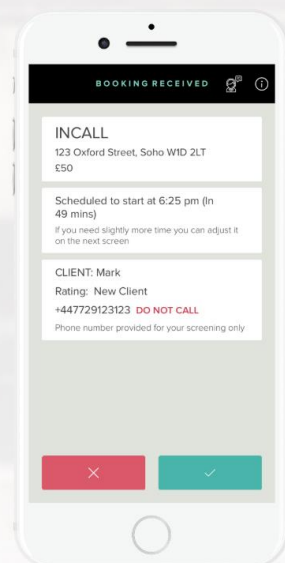 BOOKING RECEIVED
INCALL
123 Oxford Street, Soho W1D 2LT
£50
Scheduled to start at 6:25 pm (In
49 mins)
If you need slightly more time you can adjust it
on the next screen
CLIENT: Mark
Rating: New Client
+447729123123 DO NOT CALL
Phone number provided for your screening only